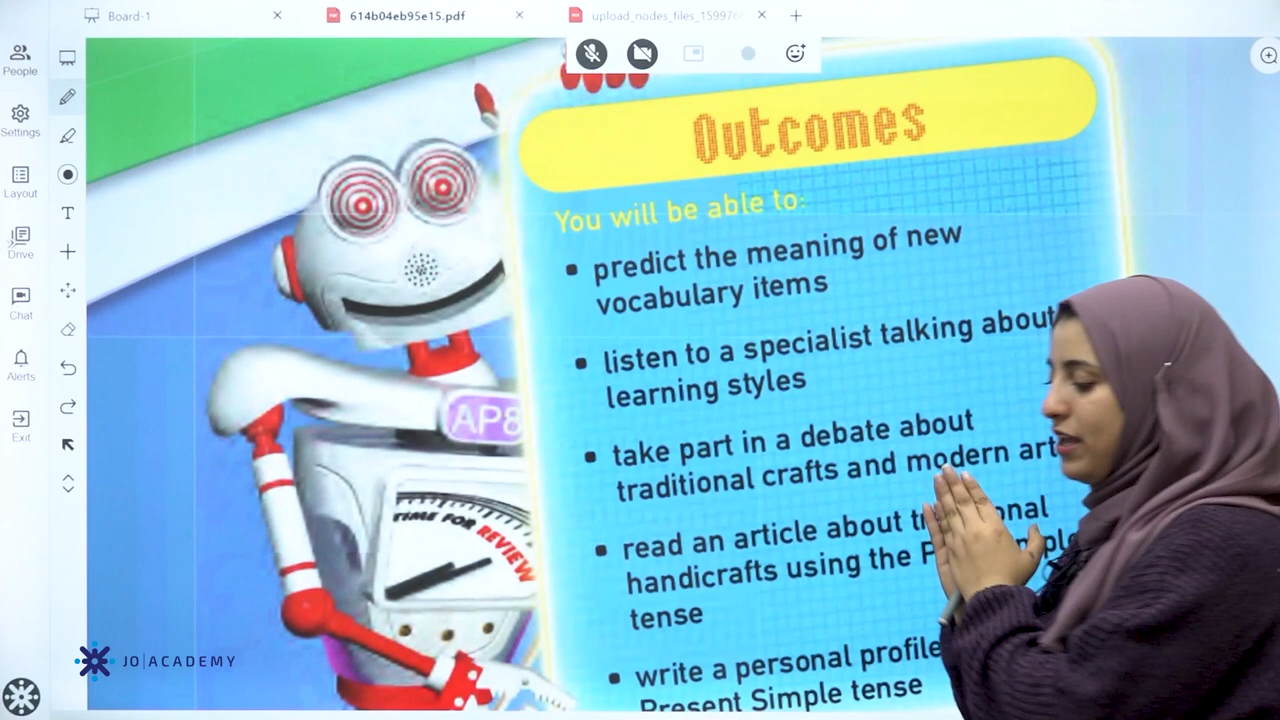 Board-1
614b04eb95e15.pdf
upload_nodes_files_15997
People
Settings
Layout
Drive
Chat
Alerts
Exit
T
Outcomes
You will be able to:
predict the meaning of new
vocabulary items
listen to a specialist talking about
learning styles
take part in a debate about
traditional crafts and modern art
read an article about
handicrafts using the
tense
write a personal profile
Present Simple tense
AP8
TIME FOR REVIEW
JO|ACADEMY